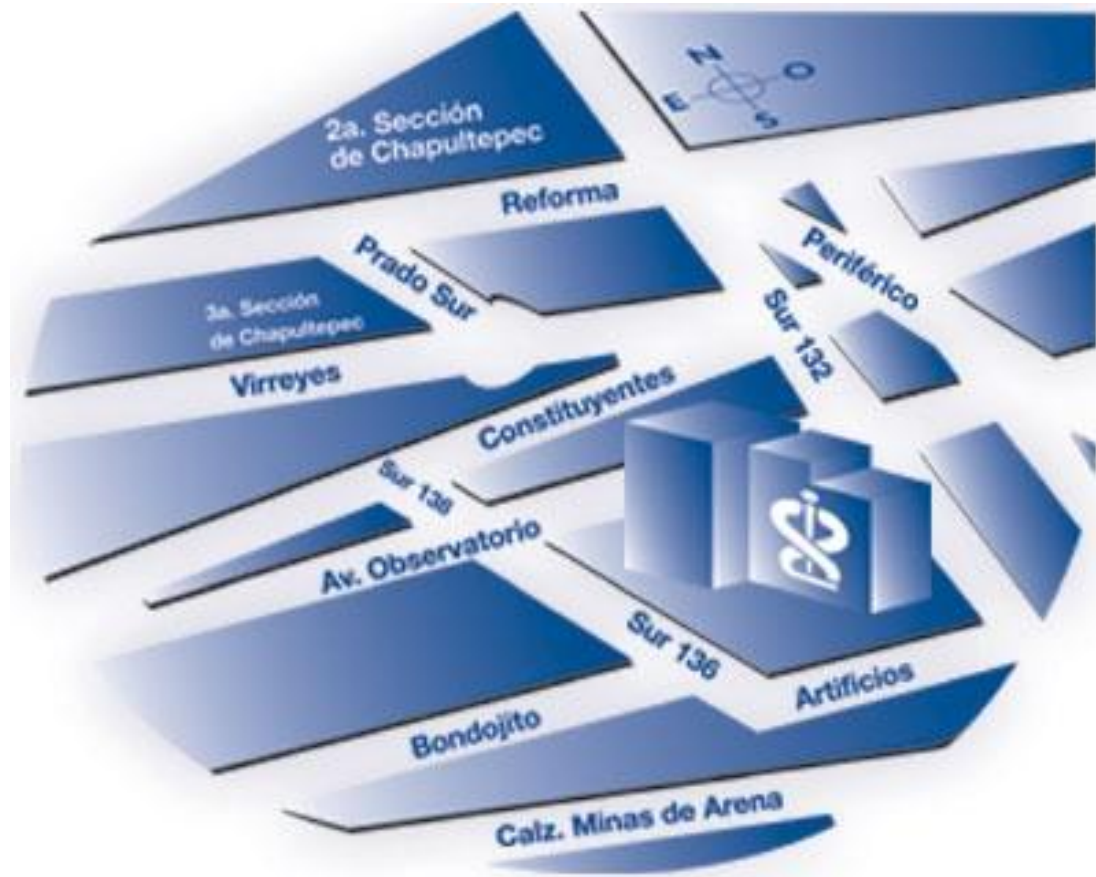 N
O
E
S
2a. Sección
de Chapultepec
Reforma
Prado Sur
Periférico
3a. Sección
de Chapultepec
Sur 132
Virreyes
Constituyentes
Sur 138
Av. Observatorio
Sur 136
Artificios
Bondojito
Calz. Minas de Arena